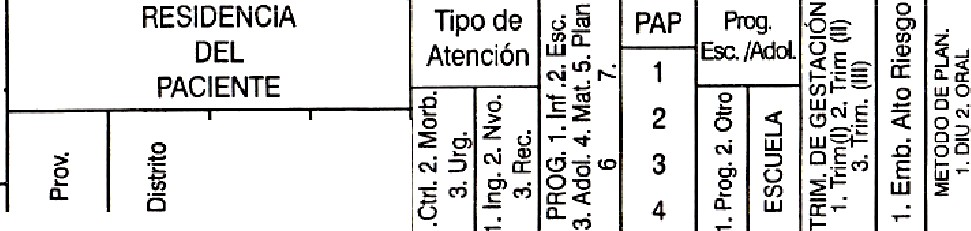 RESIDENCIA
DEL
PACIENTE
Prov.
Distrito
Tipo de
Atención
.Ctrl. 2. Morb.
3. Urg.
1. Ing. 2. Nvo.
3. Rec.
PROG. 1. Inf .2. Esc.
3. Adol. 4. Mat. 5. Plan
6 7.
PAP
1
2
3
4
Prog.
Esc. /Adol.
1. Prog. 2. Otro
ESCUELA
TRIM. DE GESTACIÓN
1. Trim(I) 2. Trim (II)
3. Trim. (III)
1. Emb. Alto Riesgo
METODO DE PLAN.
1. DIU 2. ORAL